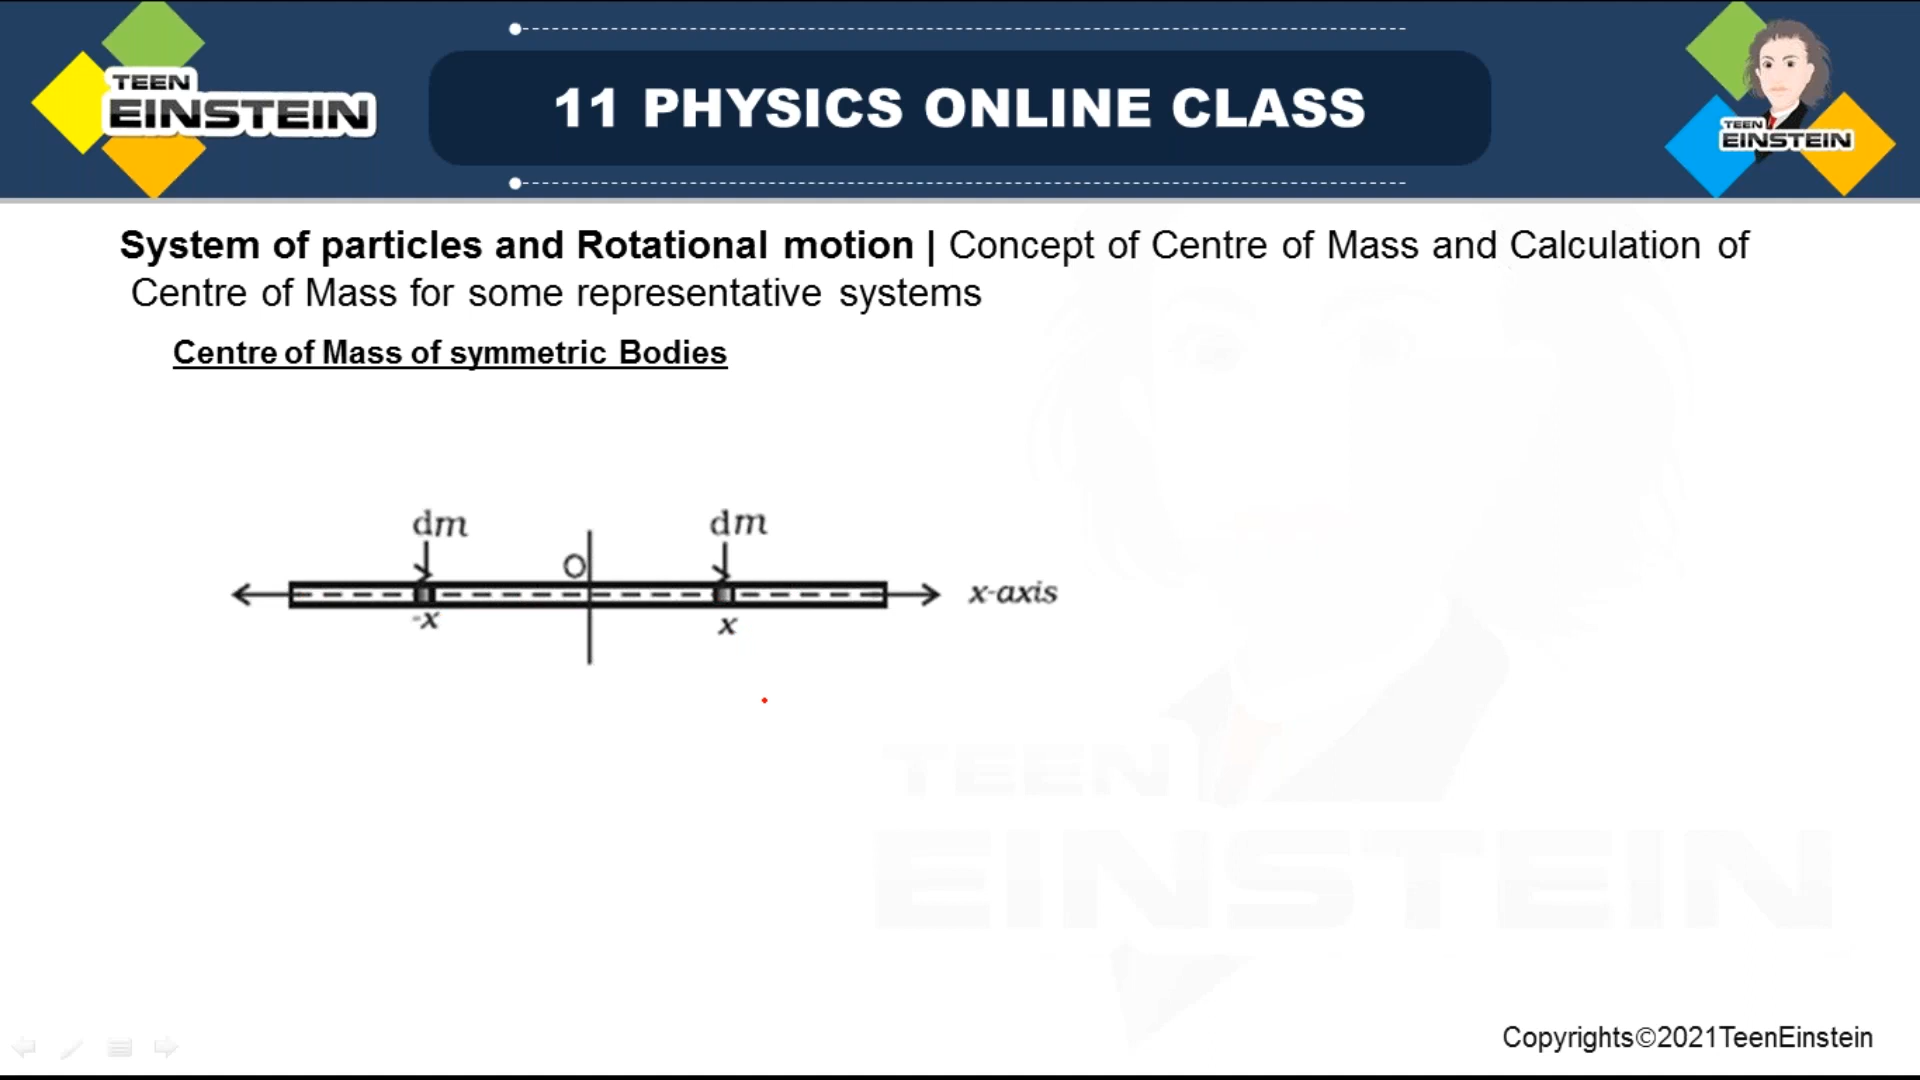 TEEN
EINSTEIN
11 PHYSICS ONLINE CLASS
TEEN
EINSTEIN
System of particles and Rotational motion | Concept of Centre of Mass and Calculation of
Centre of Mass for some representative systems
Centre of Mass of symmetric Bodies
dm
dm
O
x-axis
-x
x
TEEN
EINSTEIN
Copyrights©2021TeenEinstein